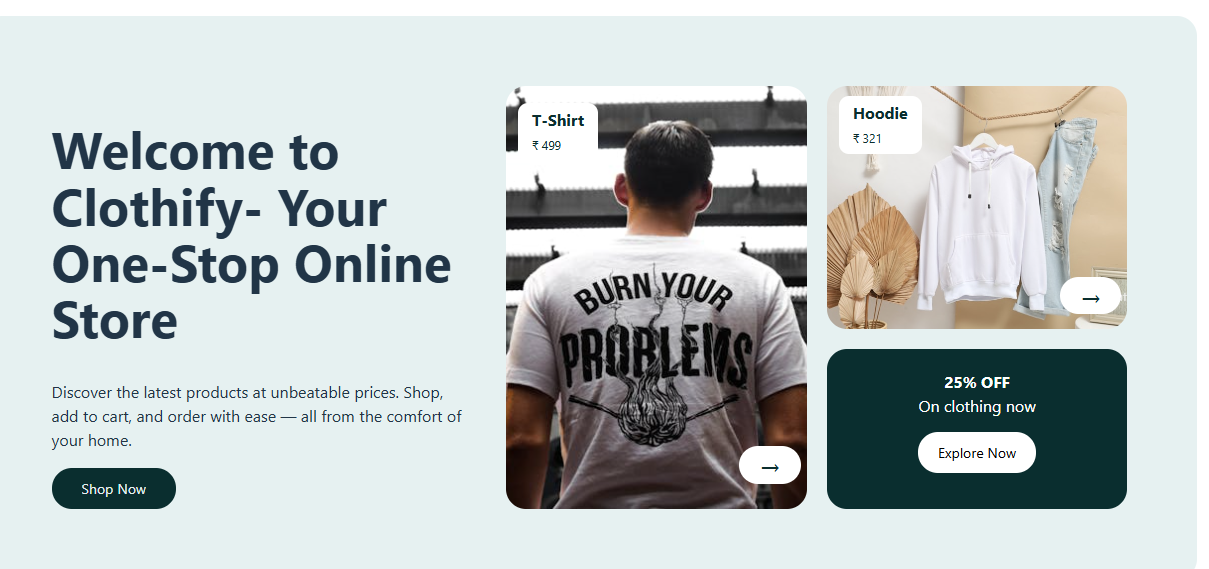 Welcome to
Clothify- Your
One-Stop Online
Store
Discover the latest products at unbeatable prices. Shop,
add to cart, and order with ease — all from the comfort of
your home.
Shop Now
T-Shirt
₹ 499
BURN YOUR
PROBLEMS
→
Hoodie
₹ 321
→
25% OFF
On clothing now
Explore Now